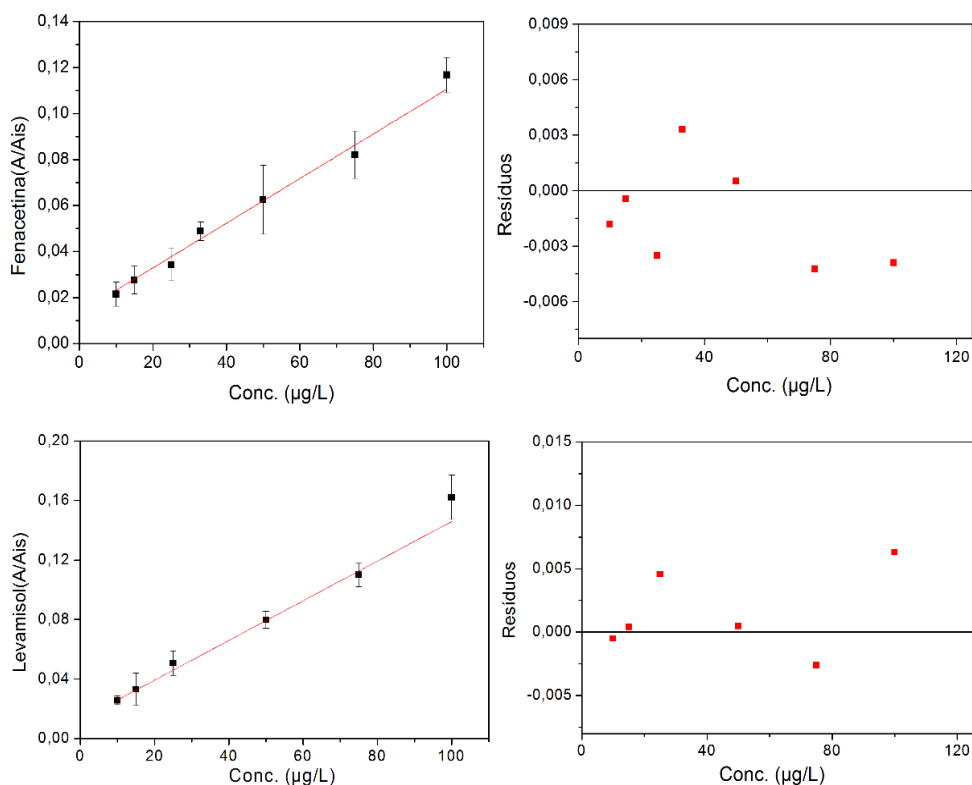 Fenacetina(A/Ais)
0,14
0,12
0,10
0,08
0,06
0,04
0,02
0,00
0 20 40 60 80 100
Conc. (µg/L)
Resíduos
0,009
0,006
0,003
0,000
-0,003
-0,006
0 40 80 120
Conc. (µg/L)
Levamisol(A/Ais)
0,20
0,16
0,12
0,08
0,04
0,00
0 20 40 60 80 100
Conc. (µg/L)
Resíduos
0,015
0,010
0,005
0,000
-0,005
0 40 80 120
Conc. (µg/L)